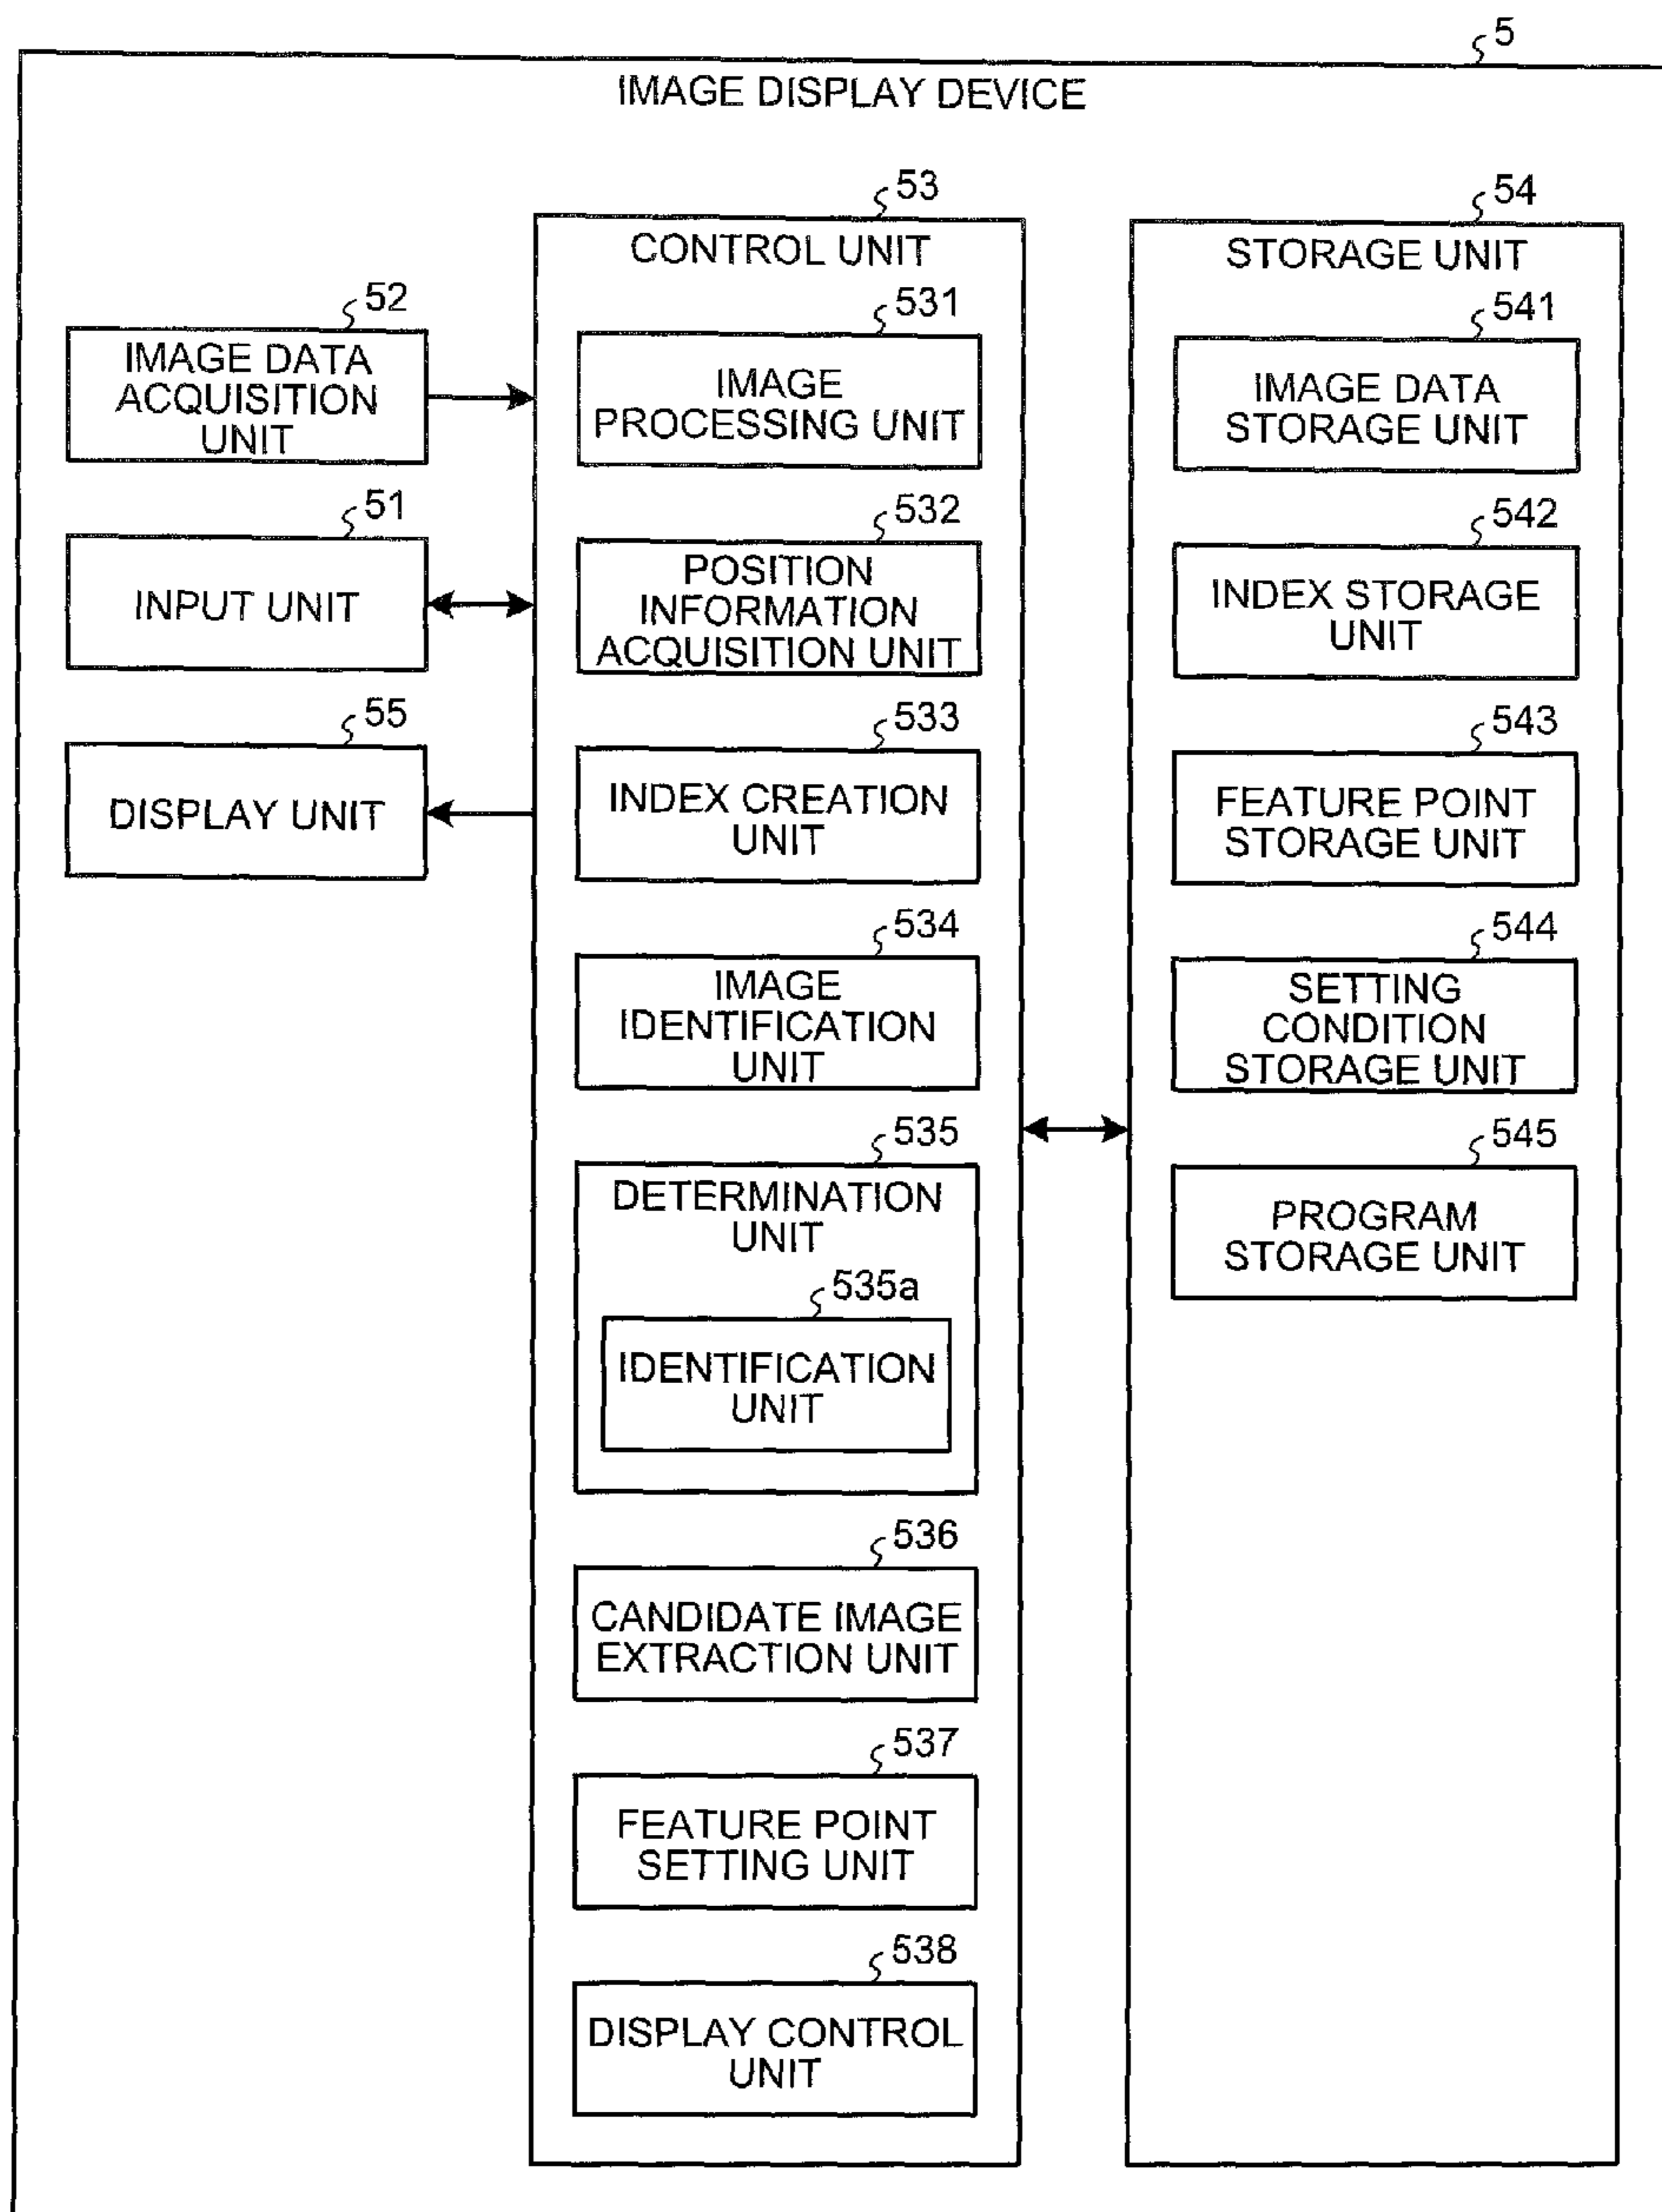 5
IMAGE DISPLAY DEVICE
52
IMAGE DATA
ACQUISITION
UNIT
51
INPUT UNIT
55
DISPLAY UNIT
53
CONTROL UNIT
531
IMAGE
PROCESSING UNIT
532
POSITION
INFORMATION
ACQUISITION UNIT
533
INDEX CREATION
UNIT
534
IMAGE
IDENTIFICATION
UNIT
535
DETERMINATION
UNIT
535a
IDENTIFICATION
UNIT
536
CANDIDATE IMAGE
EXTRACTION UNIT
537
FEATURE POINT
SETTING UNIT
538
DISPLAY CONTROL
UNIT
54
STORAGE UNIT
541
IMAGE DATA
STORAGE UNIT
542
INDEX STORAGE
UNIT
543
FEATURE POINT
STORAGE UNIT
544
SETTING
CONDITION
STORAGE UNIT
545
PROGRAM
STORAGE UNIT